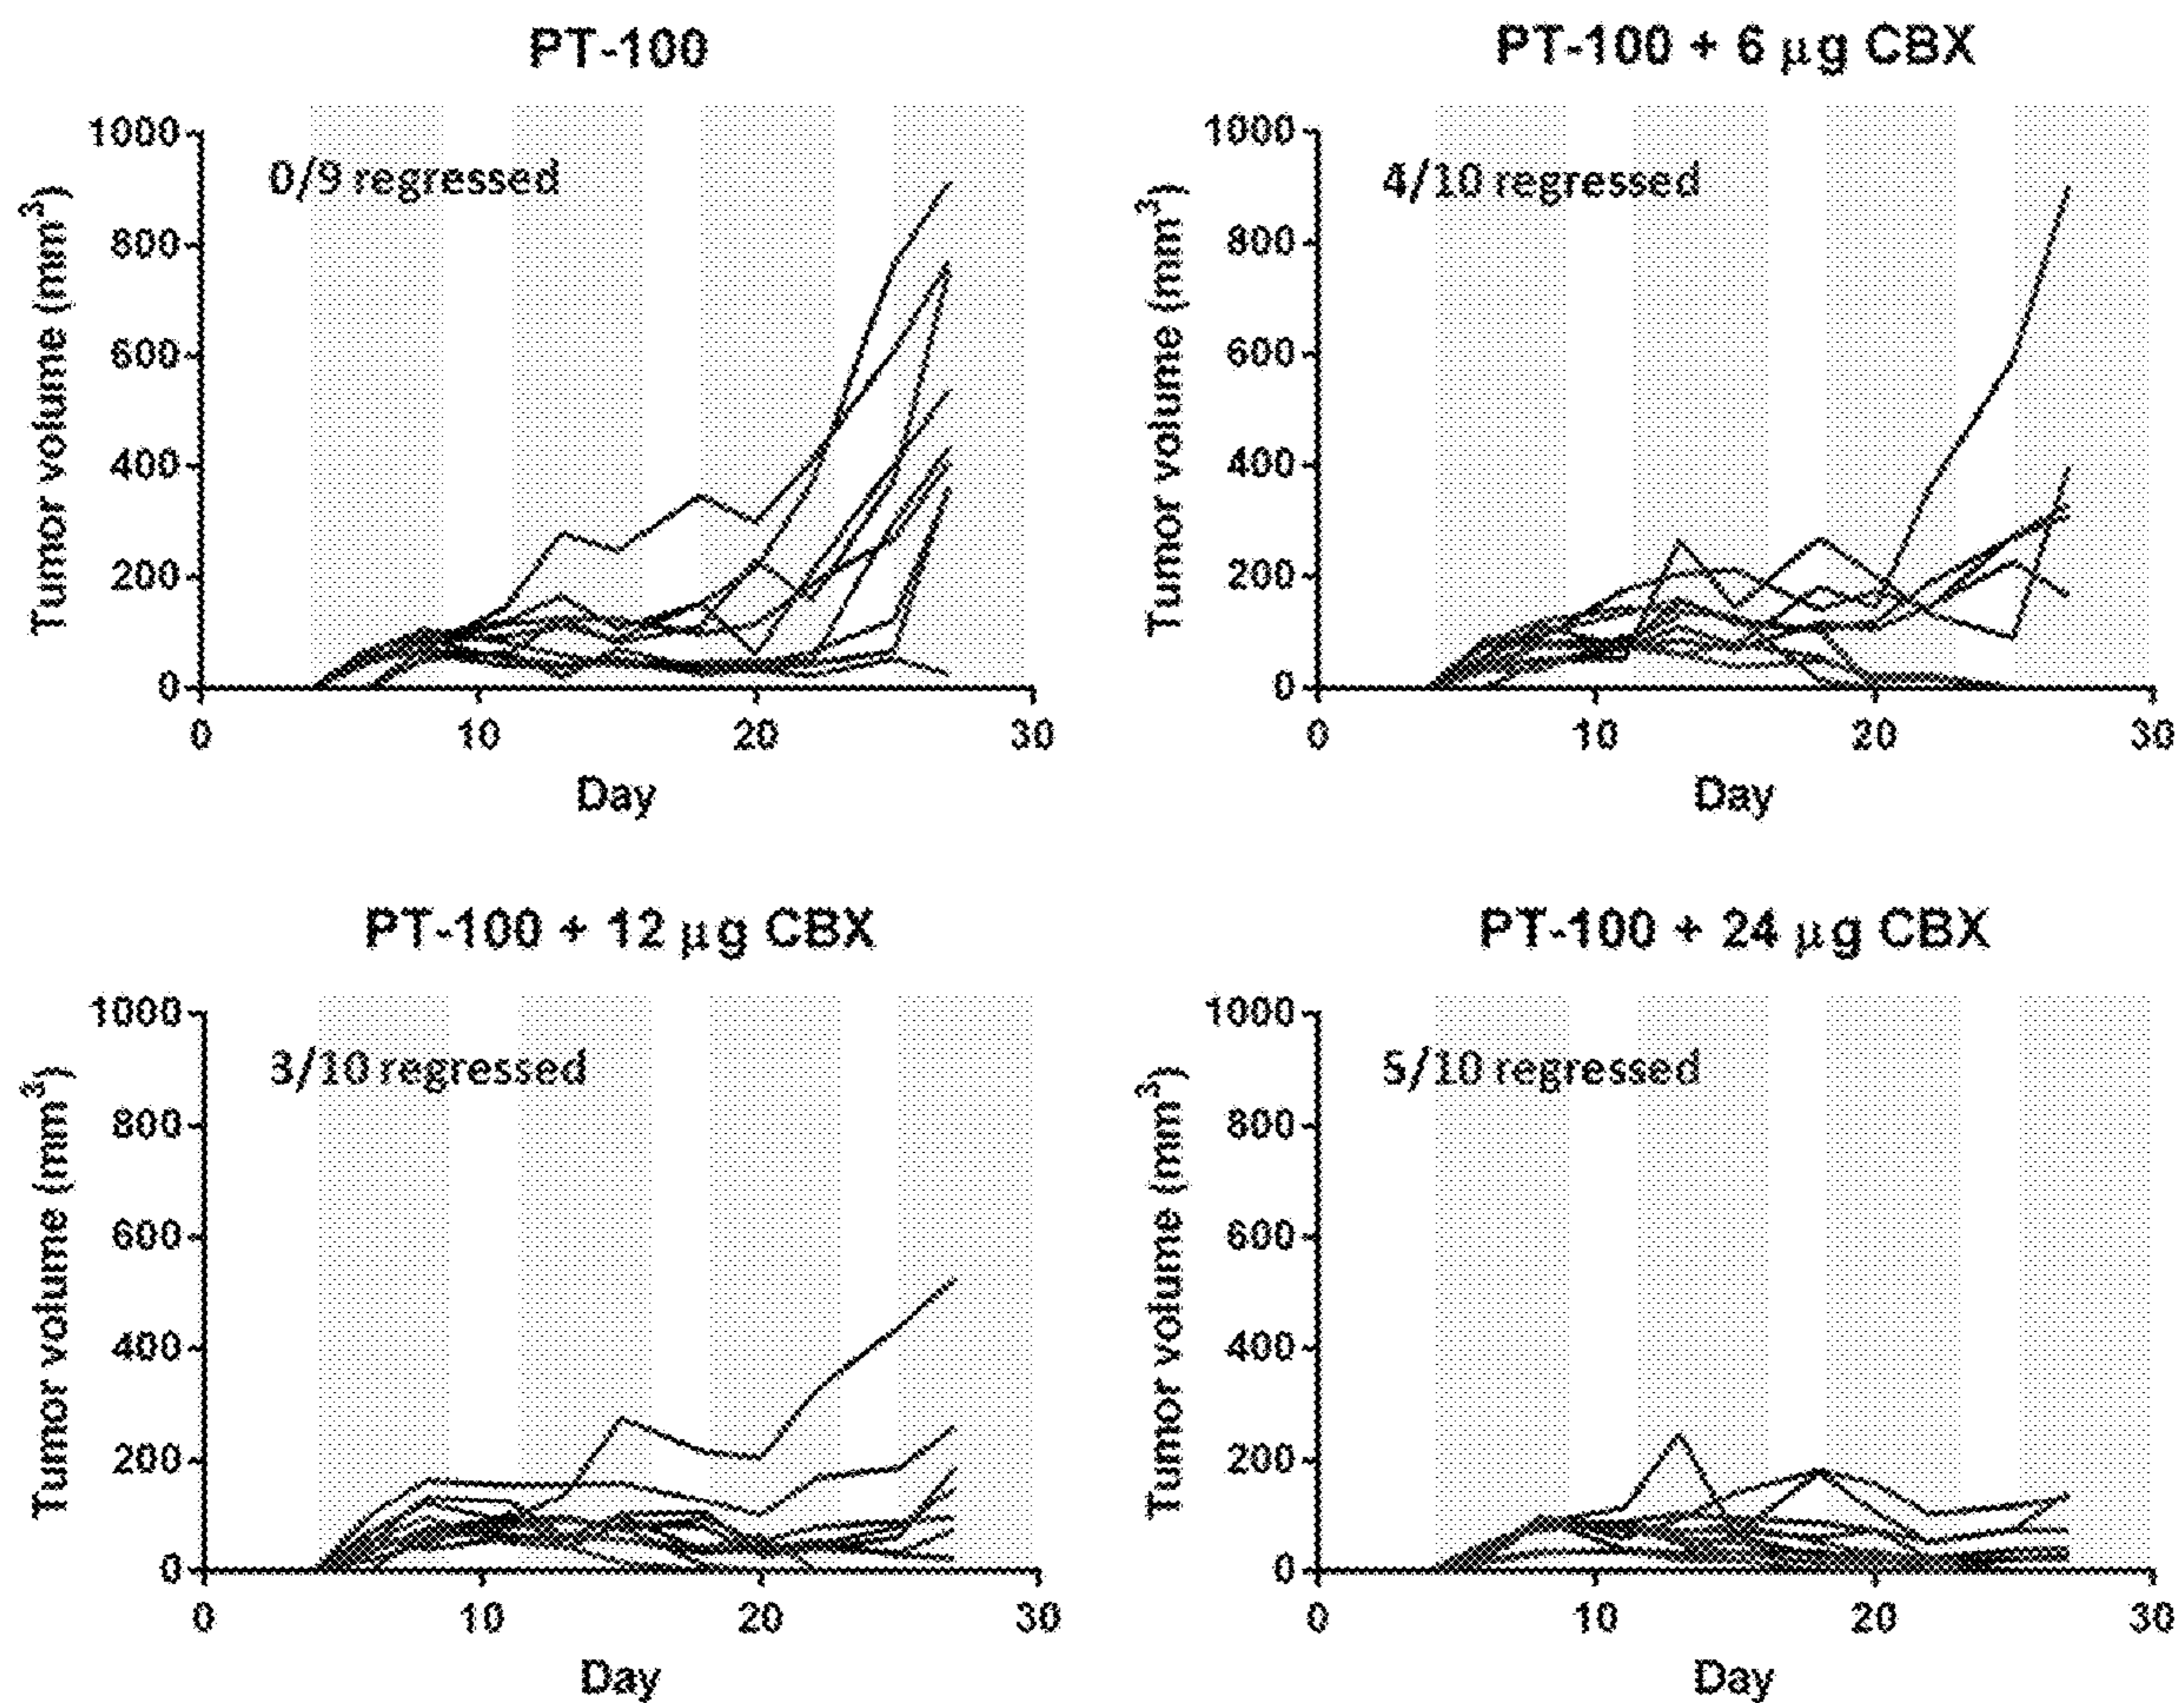 PT-100
PT-100 + 6 μg CBX
1000
800
600
400
200
0
0/9 regressed
Tumor volume (mm³)
0 10 20 30
Day
1000
800
600
400
200
0
4/10 regressed
Tumor volume (mm³)
0 10 20 30
Day
PT-100 + 12 μg CBX
PT-100 + 24 μg CBX
1000
800
600
400
200
0
3/10 regressed
Tumor volume (mm³)
0 10 20 30
Day
1000
800
600
400
200
0
5/10 regressed
Tumor volume (mm³)
0 10 20 30
Day